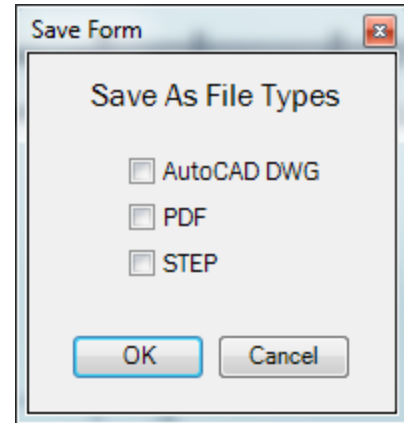 Save Form
Save As File Types
AutoCAD DWG
PDF
STEP
OK Cancel